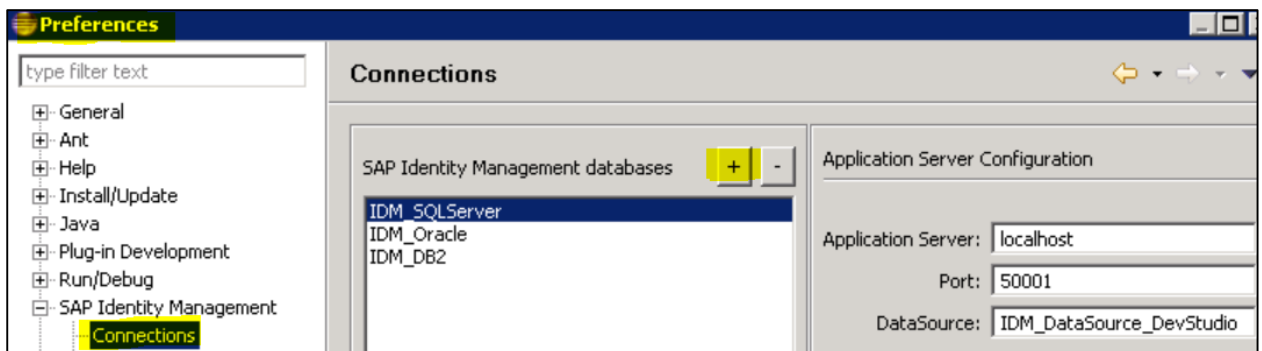 Preferences
type filter text
General
Ant
Help
Install/Update
Java
Plug-in Development
Run/Debug
SAP Identity Management
Connections
Connections
SAP Identity Management databases
+
-
IDM_SQLServer
IDM_Oracle
IDM_DB2
Application Server Configuration
Application Server: localhost
Port: 50001
DataSource: IDM_DataSource_DevStudio